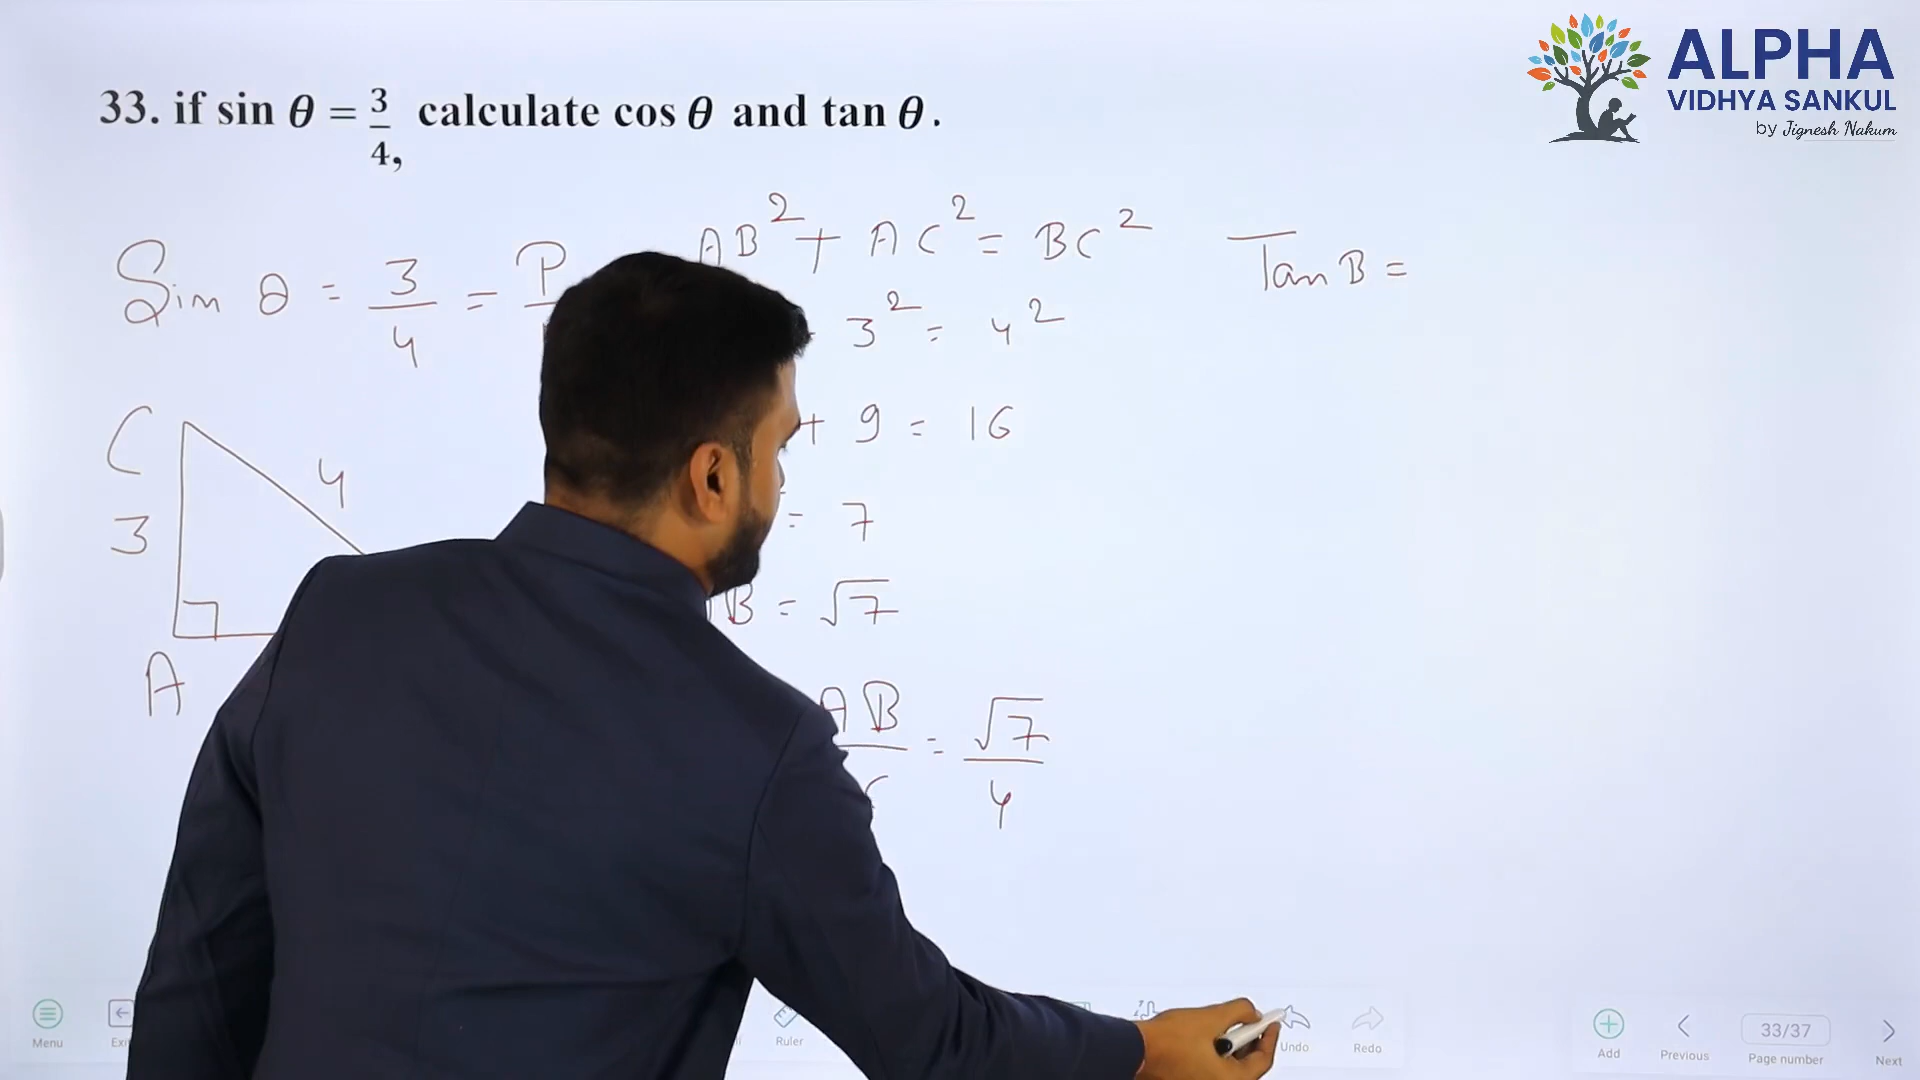 ALPHA
VIDHYA SANKUL
by Jignesh Nakum
33. if sin θ = 3/4, calculate cos θ and tan θ.
Sin θ = 3/4 = P
AB² + AC² = BC²
3² = 4²
+ 9 = 16
= 7
B = √7
AB = √7/4
Tan B =
C
4
3
A
Menu
Ruler
Undo
Redo
Add
Previous
33/37
Page number
Next